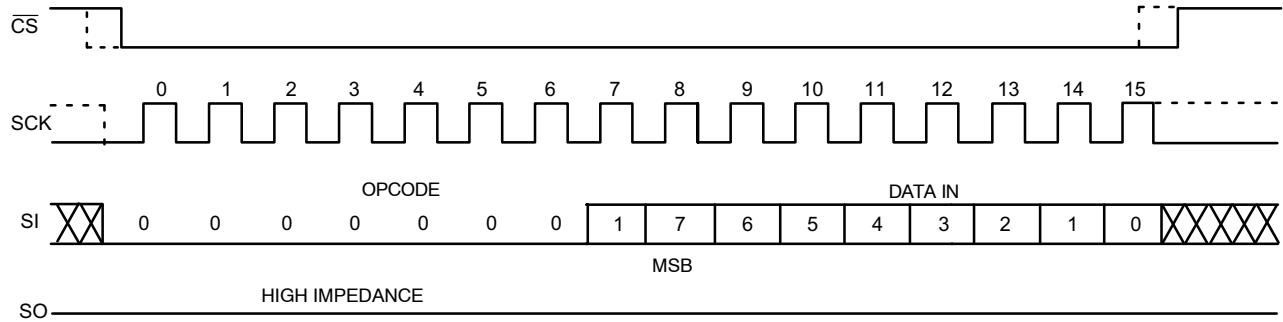 CS
0 1 2 3 4 5 6 7 8 9 10 11 12 13 14 15
SCK
OPCODE DATA IN
SI 0 0 0 0 0 0 0 1 7 6 5 4 3 2 1 0
MSB
HIGH IMPEDANCE
SO